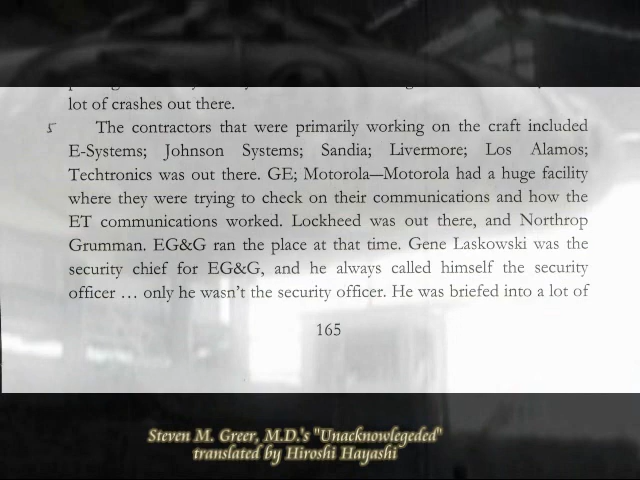 lot of crashes out there.
5 The contractors that were primarily working on the craft included
E-Systems; Johnson Systems; Sandia; Livermore; Los Alamos;
Techtronics was out there. GE; Motorola—Motorola had a huge facility
where they were trying to check on their communications and how the
ET communications worked. Lockheed was out there, and Northrop
Grumman. EG&G ran the place at that time. Gene Laskowski was the
security chief for EG&G, and he always called himself the security
officer … only he wasn't the security officer. He was briefed into a lot of
165
Steven M. Greer, M.D.'s "Unacknowlegeded"
translated by Hiroshi Hayashi